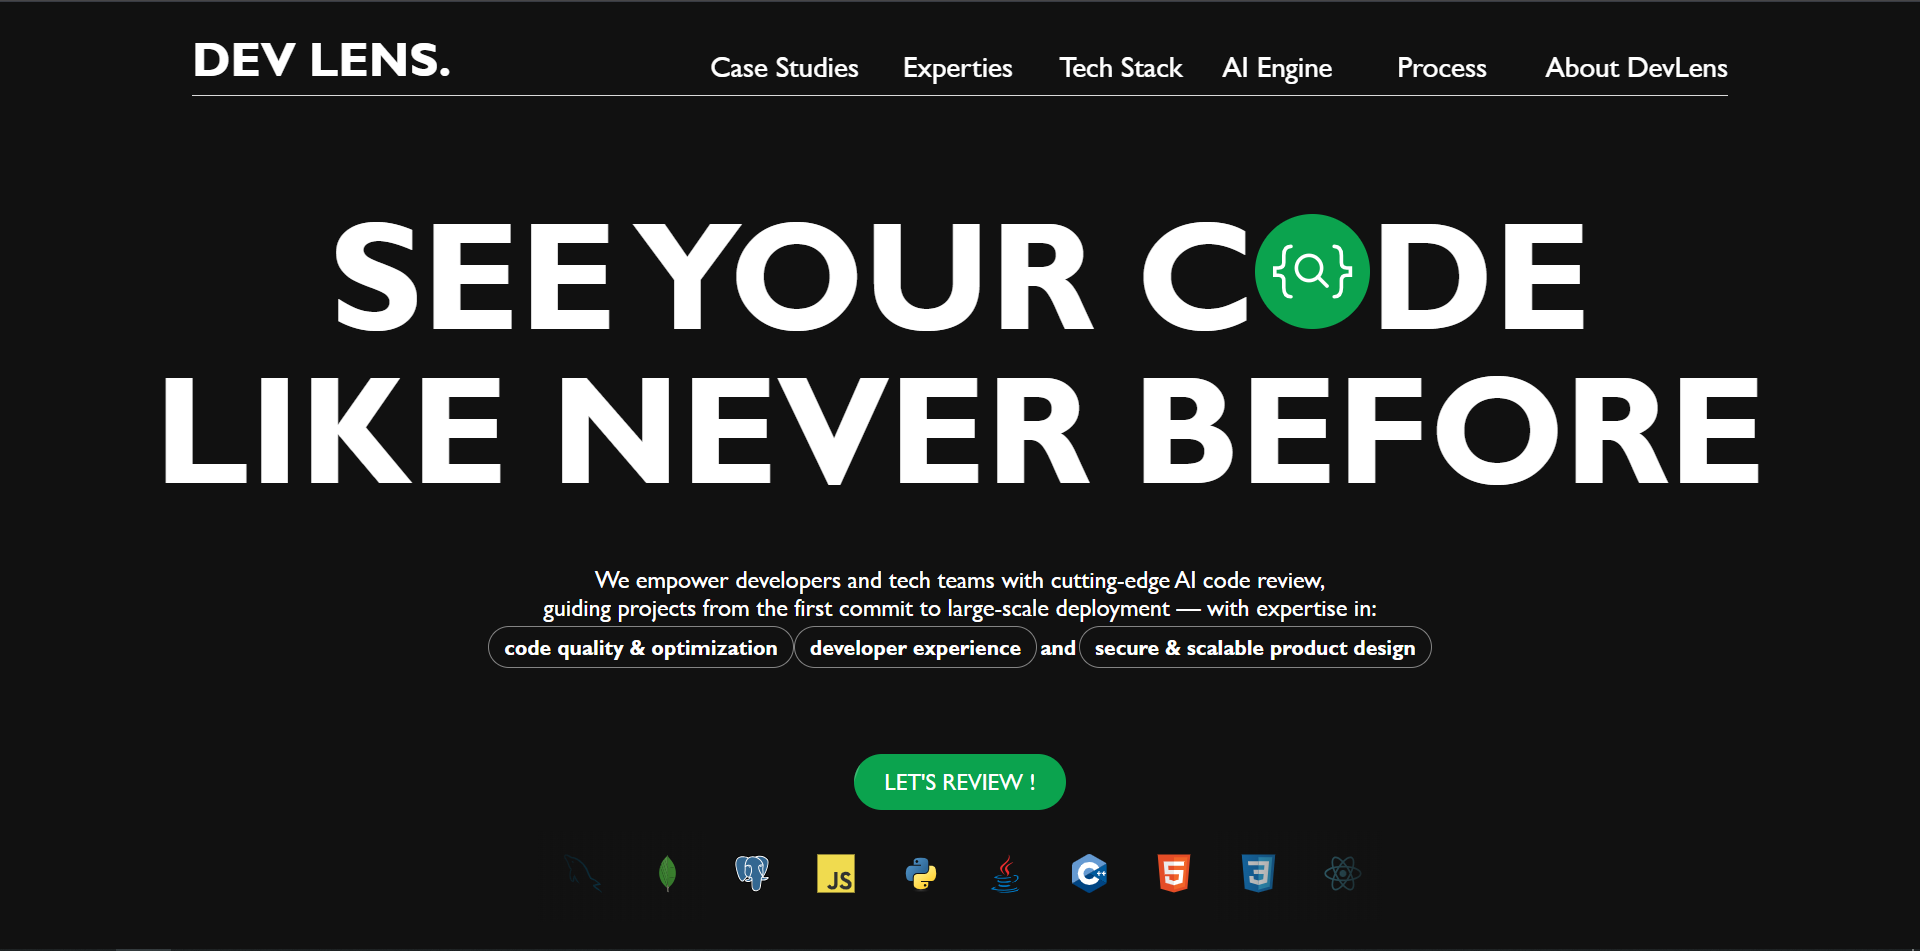 DEV LENS.
Case Studies Experties Tech Stack AI Engine Process About DevLens
SEE YOUR C{}DE
LIKE NEVER BEFORE
We empower developers and tech teams with cutting-edge AI code review,
guiding projects from the first commit to large-scale deployment — with expertise in:
code quality & optimization developer experience and secure & scalable product design
LET'S REVIEW !
JS C++ 5 3